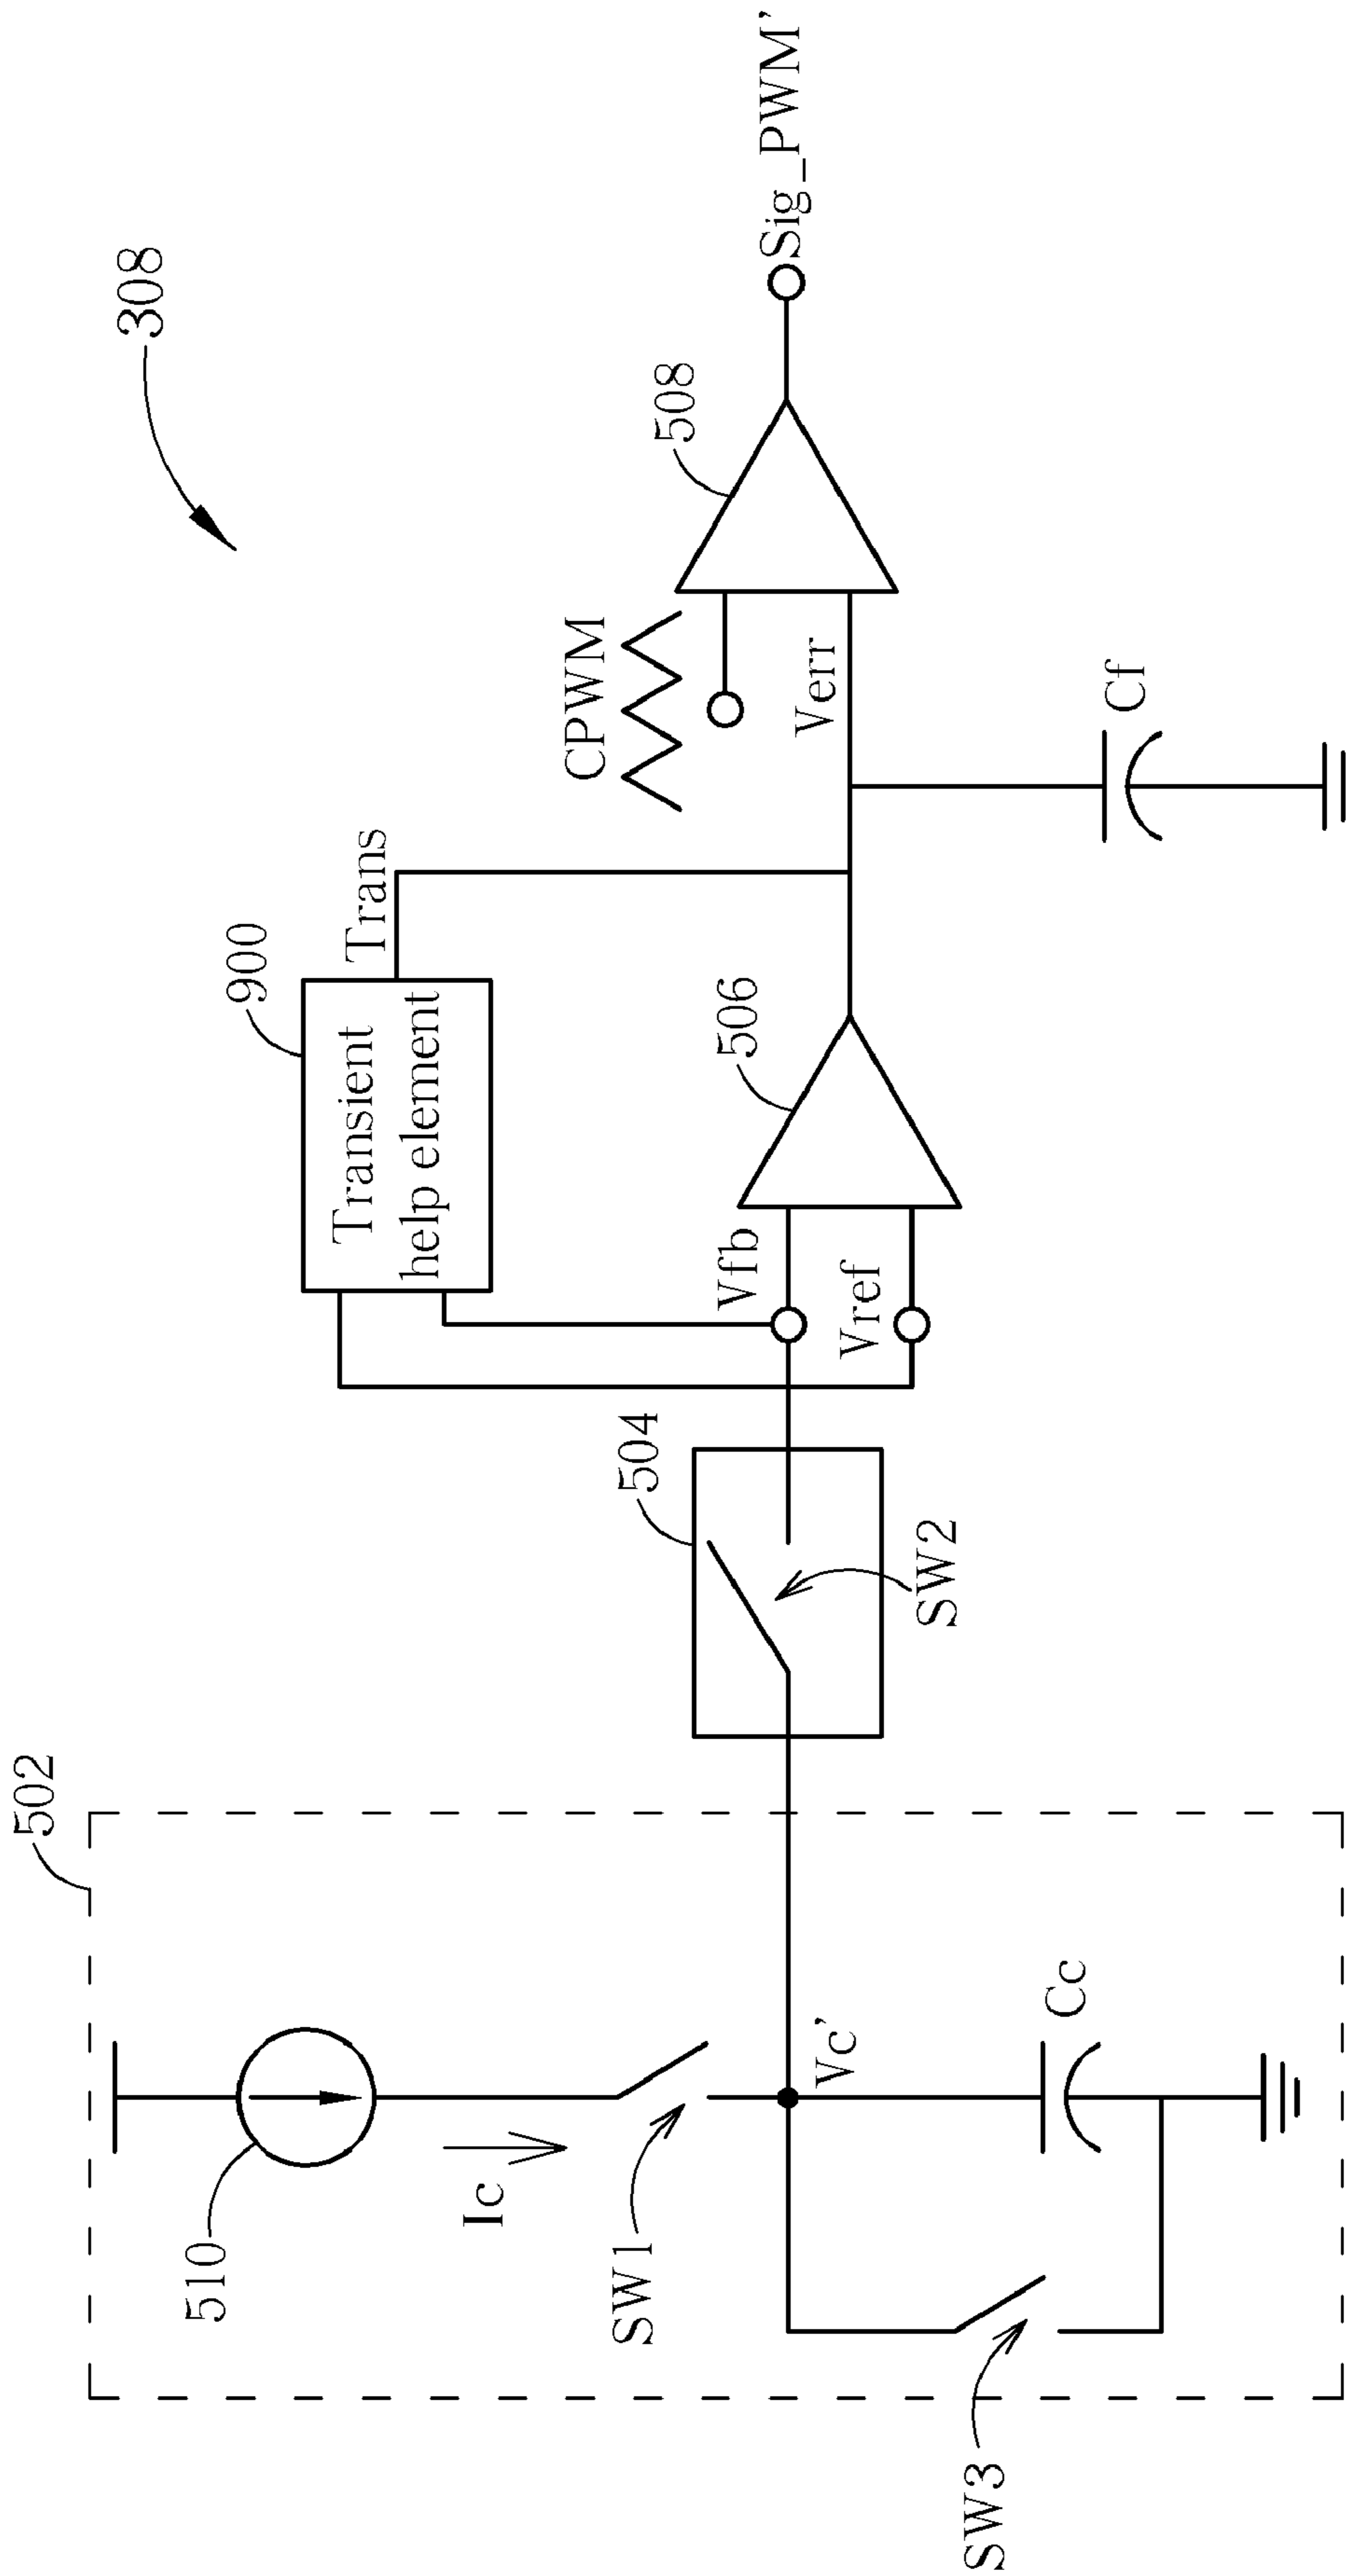 308
502
510
Ic
SW1
SW3
Vc'
Cc
504
SW2
900
Transient
help element
Trans
Vfb
Vref
506
CPWM
Verr
Cf
508
Sig_PWM'